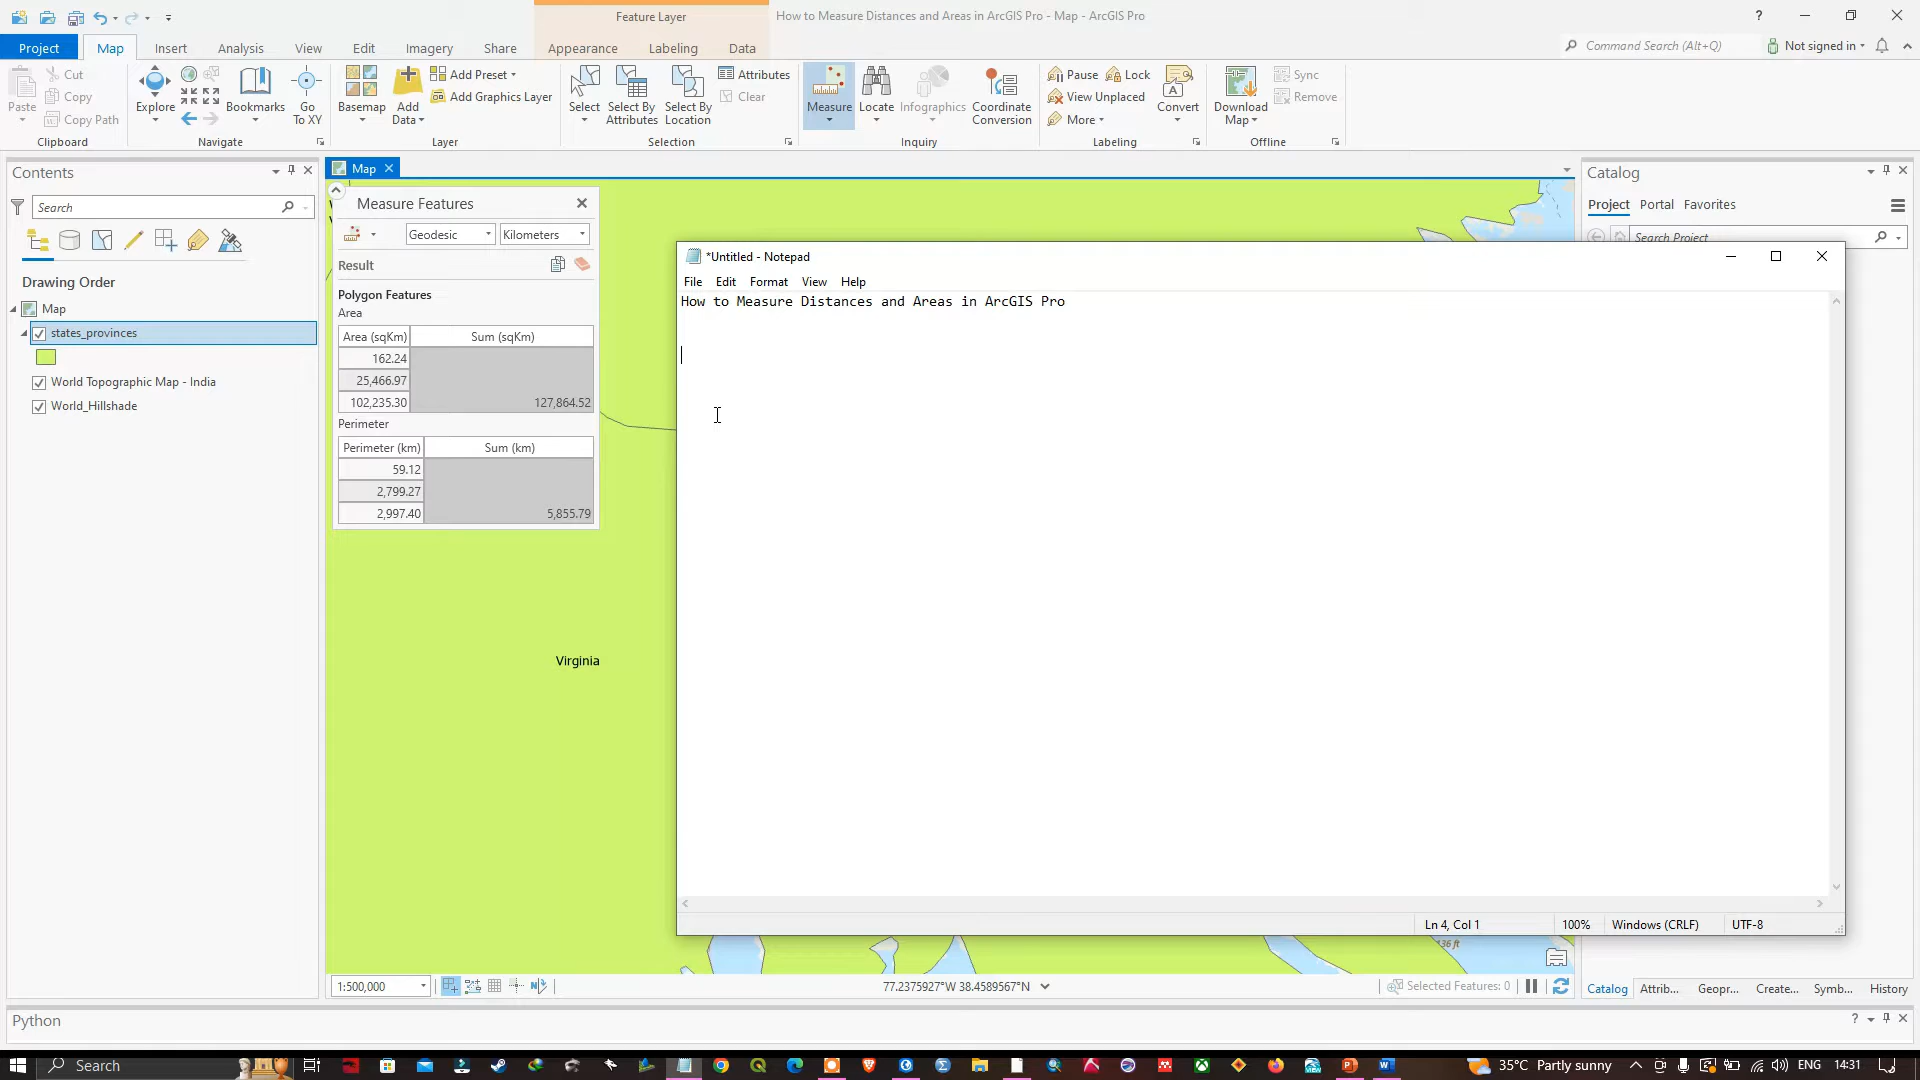 Feature Layer
How to Measure Distances and Areas in ArcGIS Pro - Map - ArcGIS Pro
?
Project
Map
Insert
Analysis
View
Edit
Imagery
Share
Appearance
Labeling
Data
Command Search (Alt+Q)
Not signed in
Paste
Cut
Copy
Copy Path
Clipboard
Explore
Bookmarks
Go To XY
Navigate
Basemap
Add Data
Add Preset
Add Graphics Layer
Layer
Select
Select By Attributes
Select By Location
Attributes
Clear
Selection
Measure
Locate
Infographics
Coordinate Conversion
Inquiry
Pause
Lock
View Unplaced
More
Convert
Labeling
Download Map
Sync
Remove
Offline
Contents
Search
Drawing Order
Map
states_provinces
World Topographic Map - India
World_Hillshade
Map
Measure Features
Geodesic
Kilometers
Result
Polygon Features
Area
Area (sqKm) Sum (sqKm)
162.24
25,466.97
102,235.30 127,864.52
Perimeter
Perimeter (km) Sum (km)
59.12
2,799.27
2,997.40 5,855.79
Virginia
*Untitled - Notepad
File Edit Format View Help
How to Measure Distances and Areas in ArcGIS Pro
Ln 4, Col 1
100%
Windows (CRLF)
UTF-8
136 ft
1:500,000
77.2375927°W 38.4589567°N
Selected Features: 0
Catalog
Project Portal Favorites
Search Project
Catalog Attrib... Geopr... Create... Symb... History
Python
?
Search
35°C Partly sunny
ENG
14:31